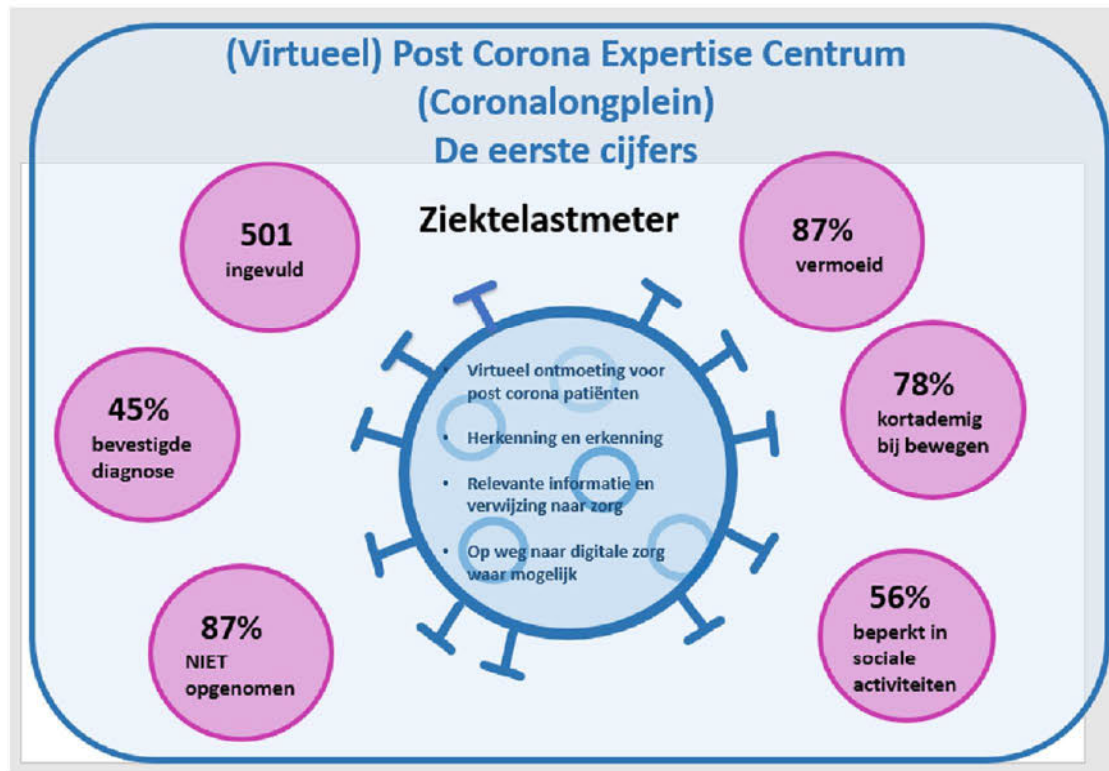 (Virtueel) Post Corona Expertise Centrum
(Coronalongplein)
De eerste cijfers
Ziektelastmeter
501
ingevuld
45%
bevestigde
diagnose
87%
NIET
opgenomen
• Virtueel ontmoeting voor
post corona patiënten
• Herkenning en erkenning
• Relevante informatie en
verwijzing naar zorg
• Op weg naar digitale zorg
waar mogelijk
87%
vermoeid
78%
kortademig
bij bewegen
56%
beperkt in
sociale
activiteiten